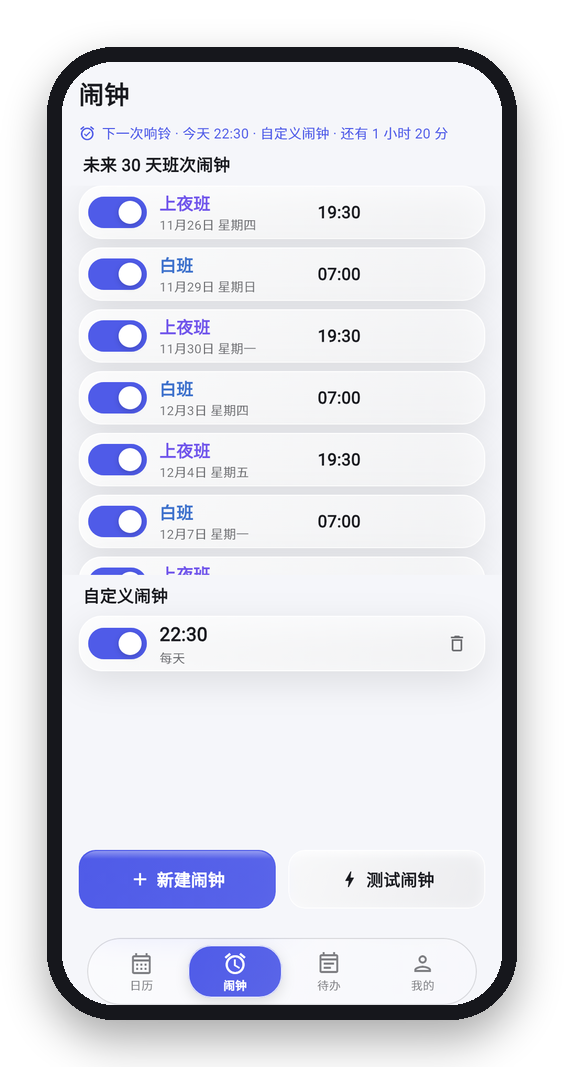 闹钟
下一次响铃 · 今天 22:30 · 自定义闹钟 · 还有 1 小时 20 分
未来 30 天班次闹钟
上夜班
19:30
11月26日 星期四
白班
07:00
11月29日 星期日
上夜班
19:30
11月30日 星期一
白班
07:00
12月3日 星期四
上夜班
19:30
12月4日 星期五
白班
07:00
12月7日 星期一
上夜班
自定义闹钟
22:30
每天
新建闹钟
测试闹钟
日历
闹钟
待办
我的